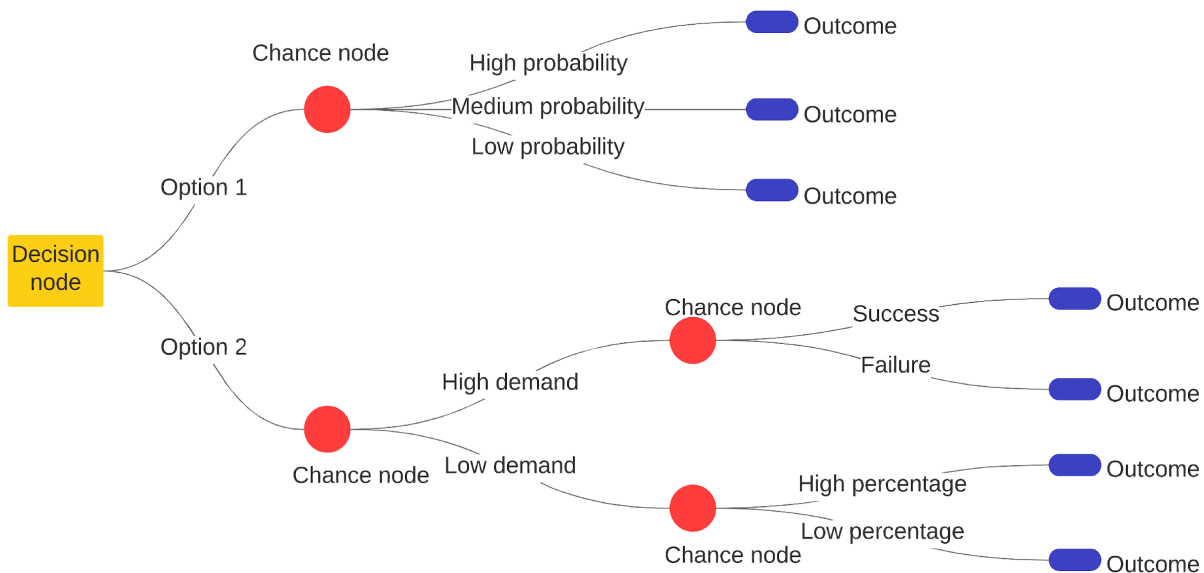 Outcome
Chance node
High probability
Medium probability
Outcome
Low probability
Option 1
Outcome
Decision
node
Chance node
Outcome
Success
Option 2
Failure
High demand
Outcome
Low demand
Chance node
Outcome
High percentage
Low percentage
Chance node
Outcome